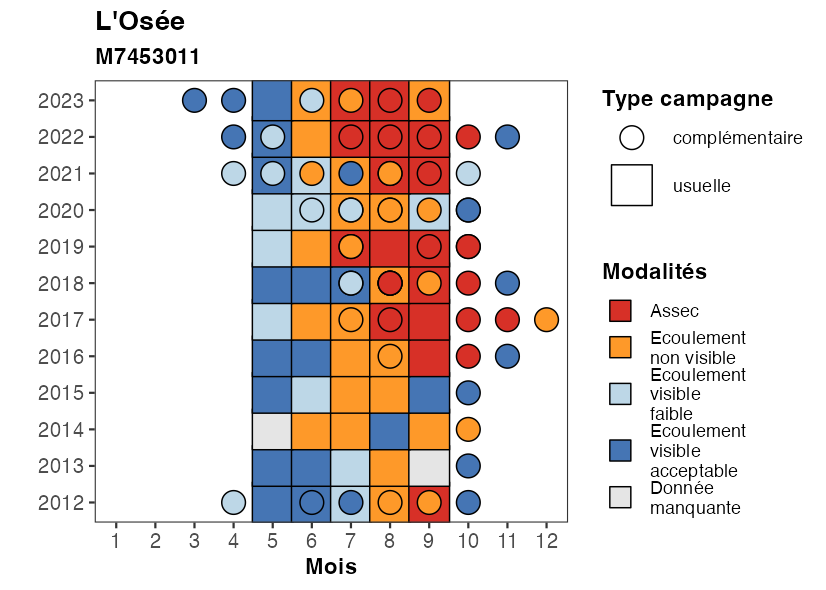 L'Osée
M7453011
2023
2022
2021
2020
2019
2018
2017
2016
2015
2014
2013
2012
1 2 3 4 5 6 7 8 9 10 11 12
Mois
Type campagne
complémentaire
usuelle
Modalités
Assec
Ecoulement
non visible
Ecoulement
visible
faible
Ecoulement
visible
acceptable
Donnée
manquante